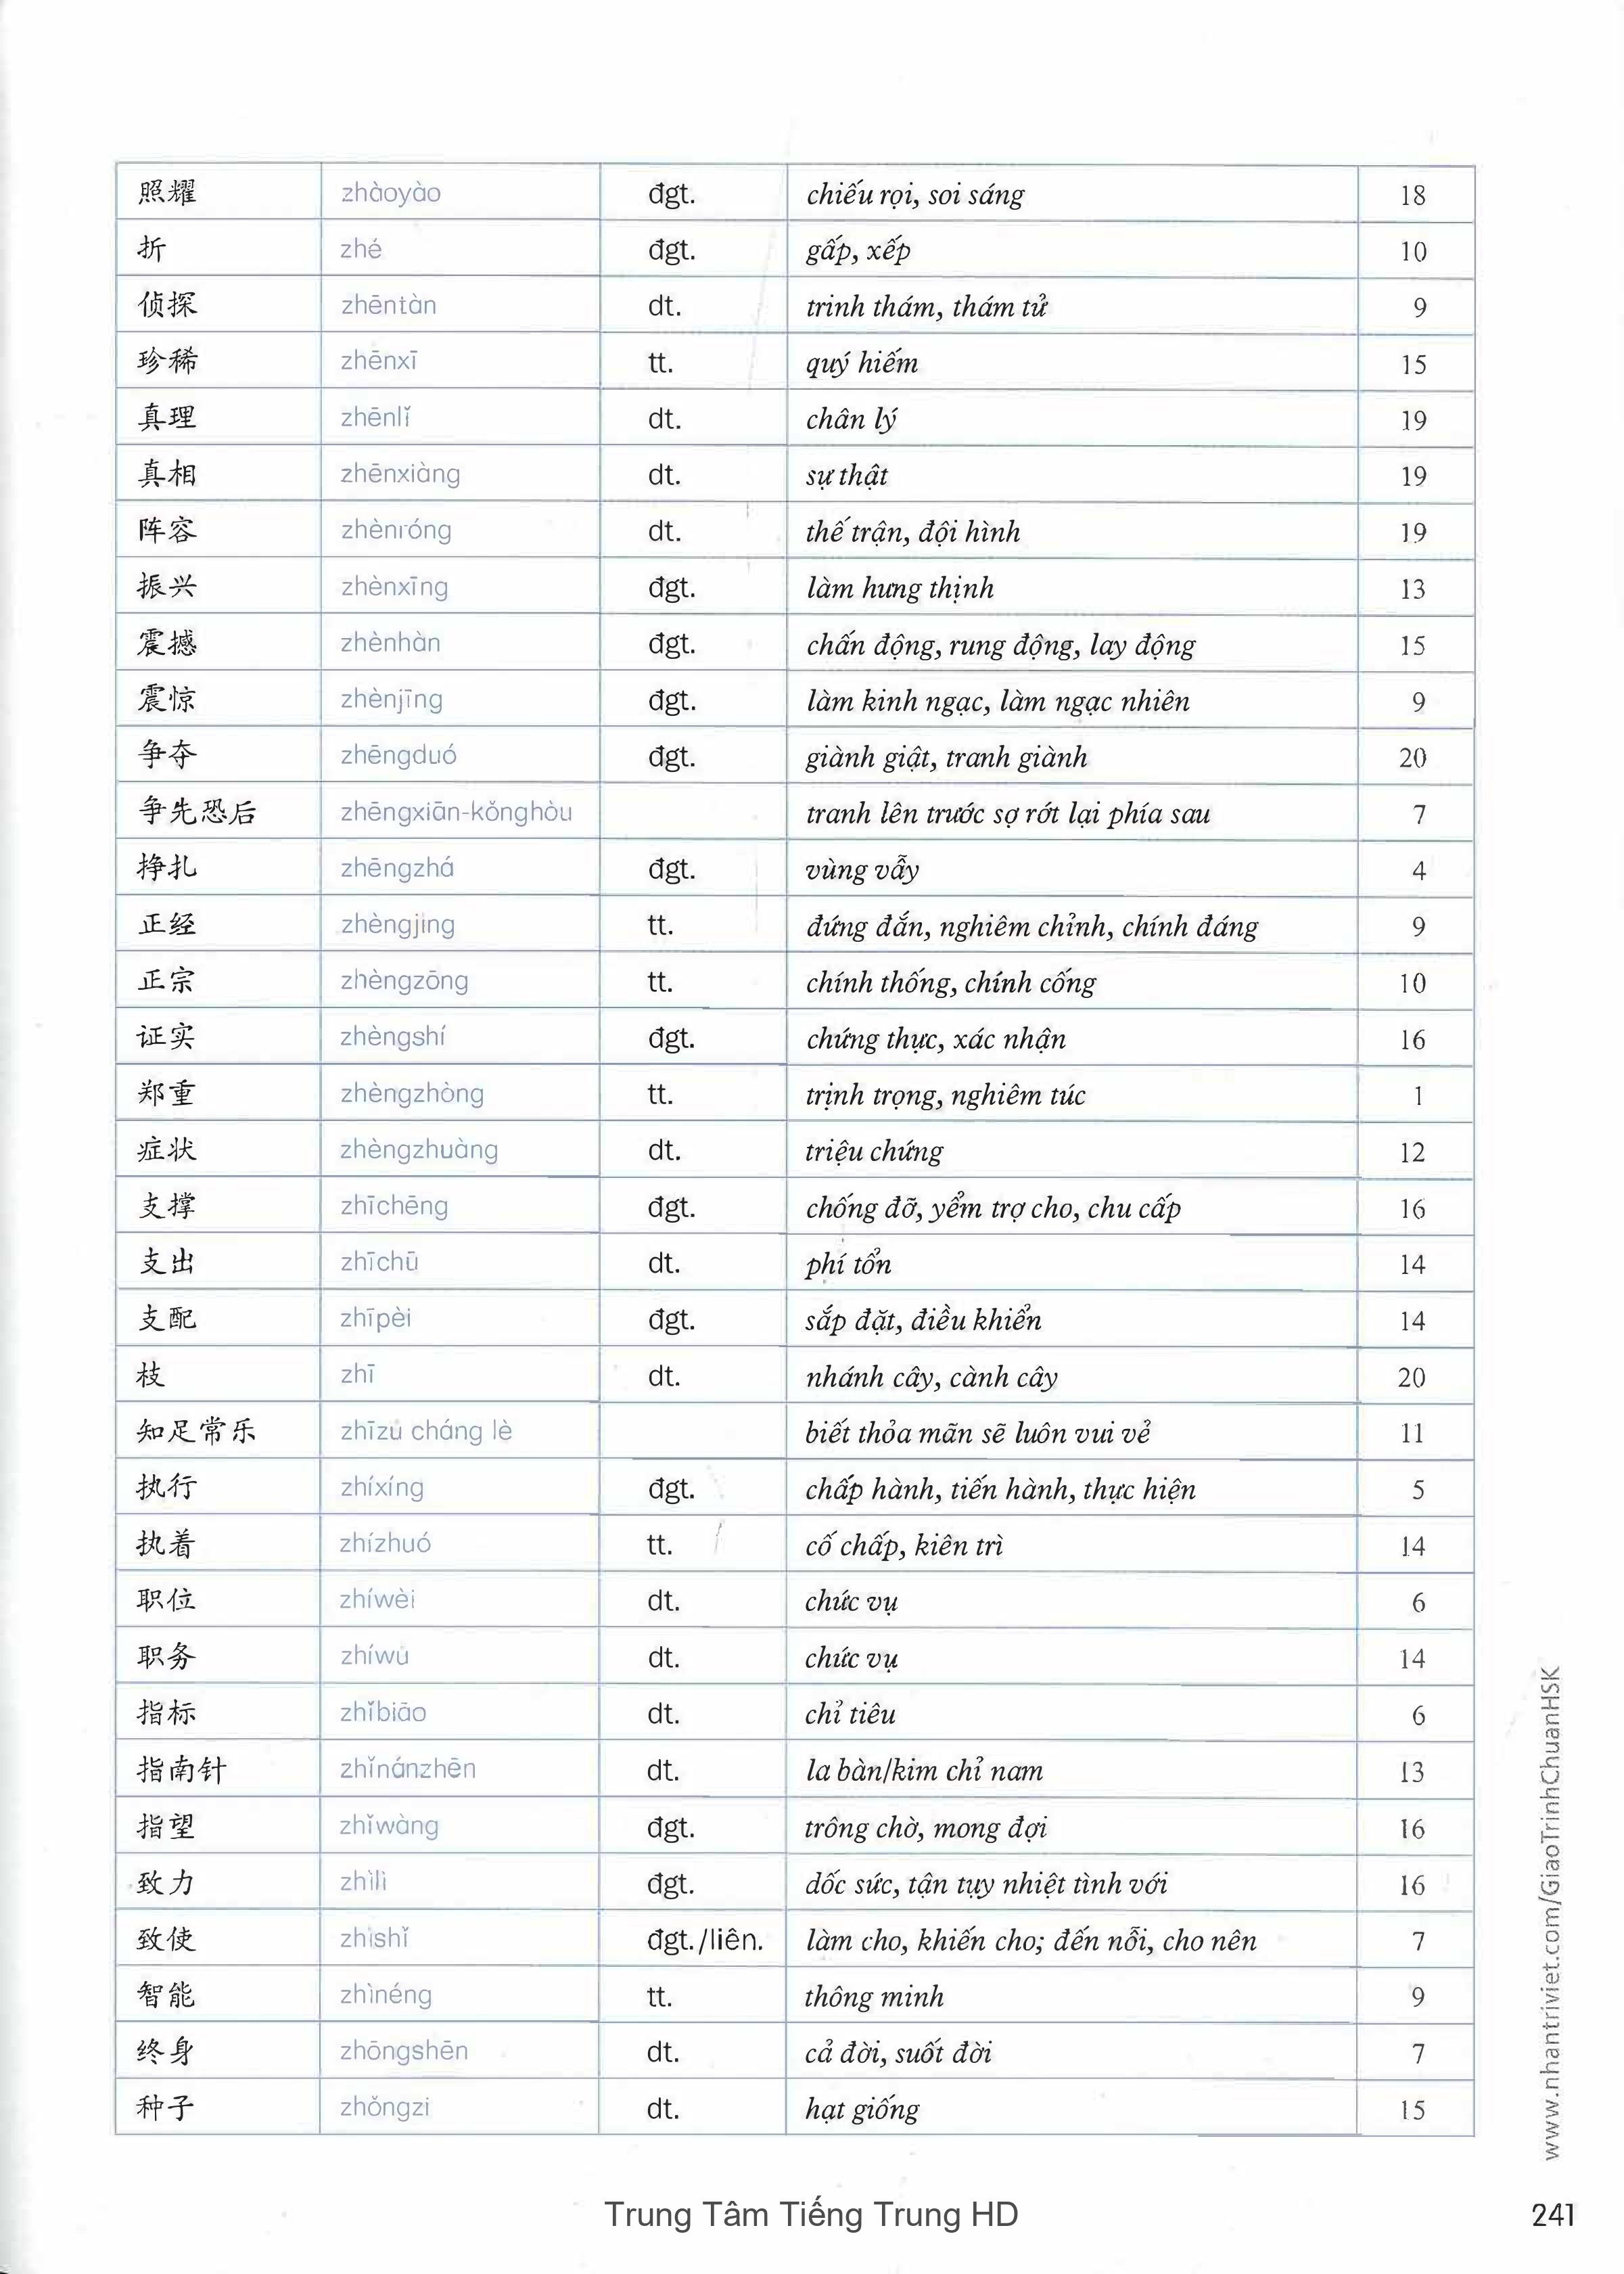 照耀 zhàoyào đgt. chiếu rọi, soi sáng 18
折 zhé đgt. gấp, xếp 10
侦探 zhēntàn dt. trinh thám, thám tử 9
珍稀 zhēnxī tt. quý hiếm 15
真理 zhēnlǐ dt. chân lý 19
真相 zhēnxiàng dt. sự thật 19
阵容 zhènróng dt. thế trận, đội hình 19
振兴 zhènxīng đgt. làm hưng thịnh 13
震撼 zhènhàn đgt. chấn động, rung động, lay động 15
震惊 zhènjīng đgt. làm kinh ngạc, làm ngạc nhiên 9
争夺 zhēngduó đgt. giành giật, tranh giành 20
争先恐后 zhēngxiān-kǒnghòu tranh lên trước sợ rớt lại phía sau 7
挣扎 zhēngzhá đgt. vùng vẫy 4
正经 zhèngjing tt. đứng đắn, nghiêm chỉnh, chính đáng 9
正宗 zhèngzōng tt. chính thống, chính cống 10
证实 zhèngshí đgt. chứng thực, xác nhận 16
郑重 zhèngzhòng tt. trịnh trọng, nghiêm túc 1
症状 zhèngzhuàng dt. triệu chứng 12
支撑 zhīchēng đgt. chống đỡ, yểm trợ cho, chu cấp 16
支出 zhīchū dt. phí tổn 14
支配 zhīpèi đgt. sắp đặt, điều khiển 14
枝 zhī dt. nhánh cây, cành cây 20
知足常乐 zhīzú cháng lè biết thỏa mãn sẽ luôn vui vẻ 11
执行 zhíxíng đgt. chấp hành, tiến hành, thực hiện 5
执着 zhízhuó tt. cố chấp, kiên trì 14
职位 zhíwèi dt. chức vụ 6
职务 zhíwù dt. chức vụ 14
指标 zhǐbiāo dt. chỉ tiêu 6
指南针 zhǐnánzhēn dt. la bàn/kim chỉ nam 13
指望 zhǐwàng đgt. trông chờ, mong đợi 16
致力 zhìlì đgt. dốc sức, tận tụy nhiệt tình với 16
致使 zhìshǐ đgt./liên. làm cho, khiến cho; đến nỗi, cho nên 7
智能 zhìnéng tt. thông minh 9
终身 zhōngshēn dt. cả đời, suốt đời 7
种子 zhǒngzi dt. hạt giống 15
www.nhantriviet.com/GiaoTrinhChuanHSK
Trung Tâm Tiếng Trung HD
241